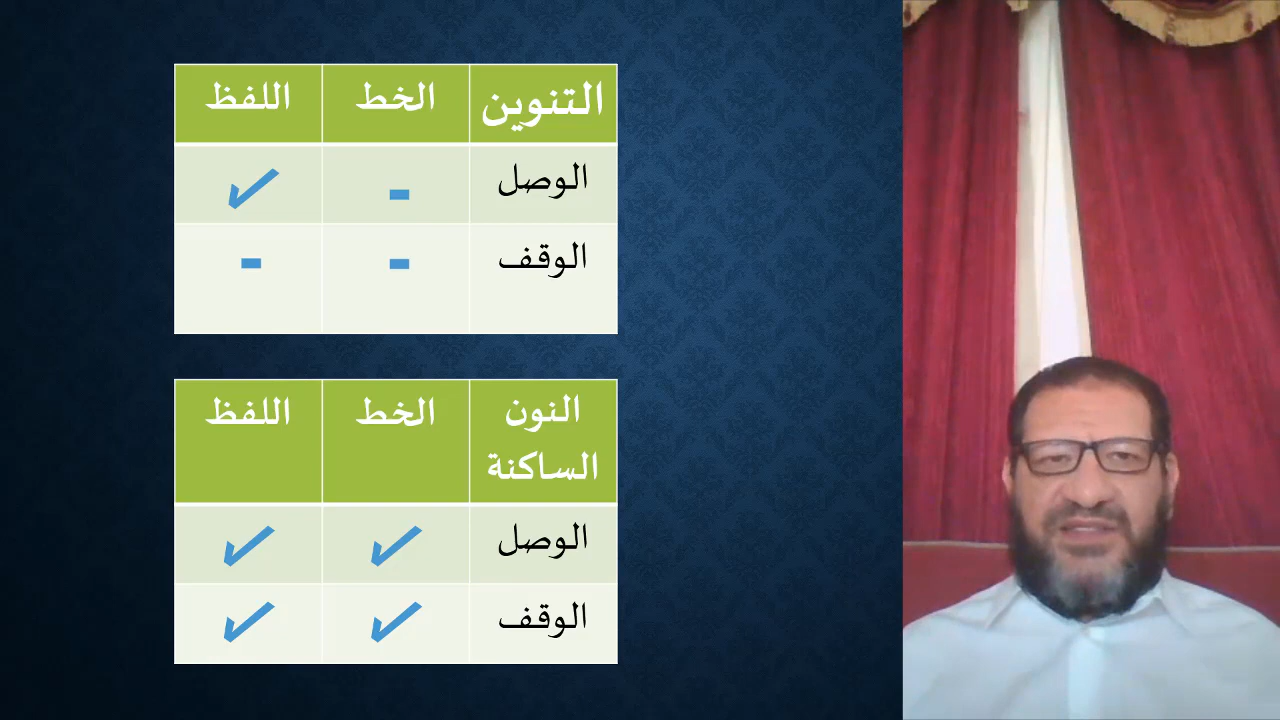 التنوين الخط اللفظ
الوصل - ✓
الوقف - -
النون الساكنة الخط اللفظ
الوصل ✓ ✓
الوقف ✓ ✓